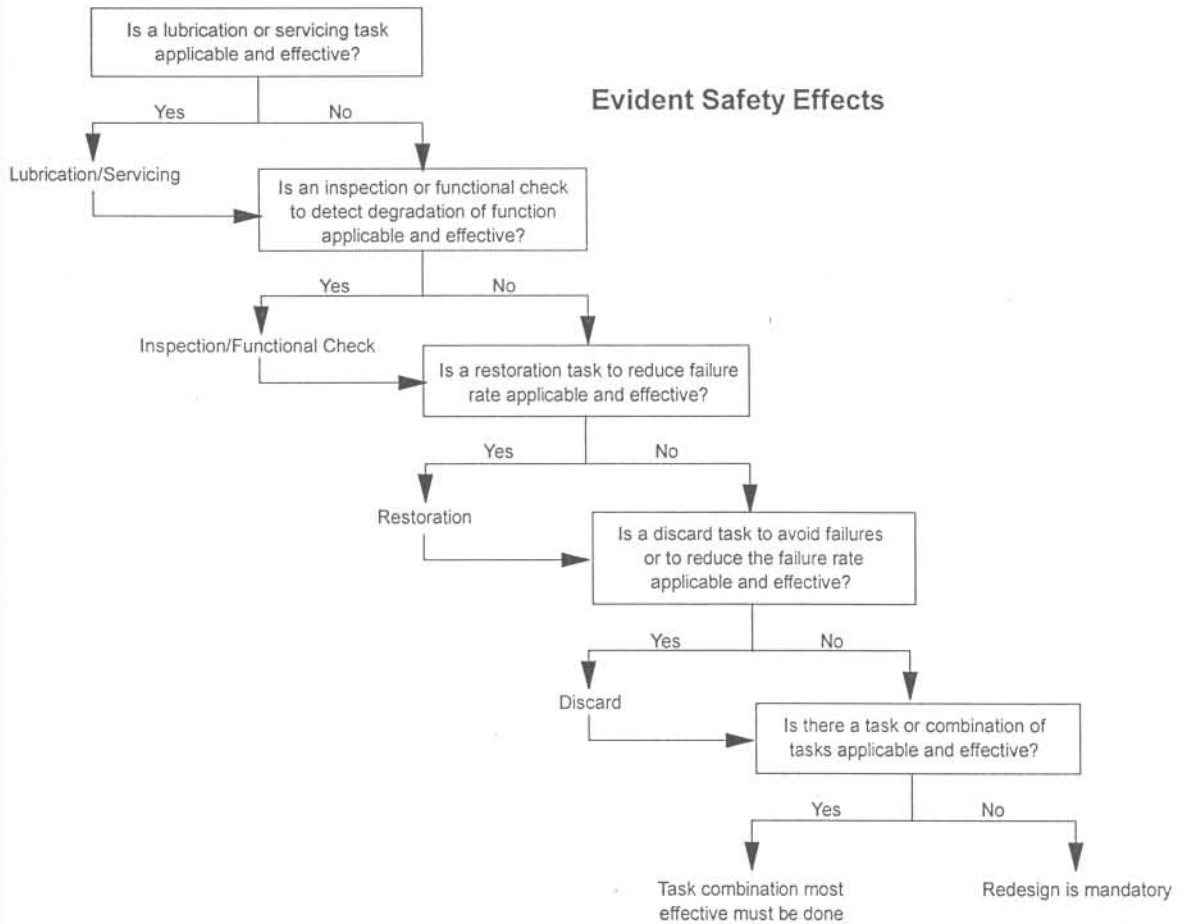 Is a lubrication or servicing task
applicable and effective?
Evident Safety Effects
Yes
No
Lubrication/Servicing
Is an inspection or functional check
to detect degradation of function
applicable and effective?
Yes
No
Inspection/Functional Check
Is a restoration task to reduce failure
rate applicable and effective?
Yes
No
Restoration
Is a discard task to avoid failures
or to reduce the failure rate
applicable and effective?
Yes
No
Discard
Is there a task or combination of
tasks applicable and effective?
Yes
No
Task combination most
effective must be done
Redesign is mandatory